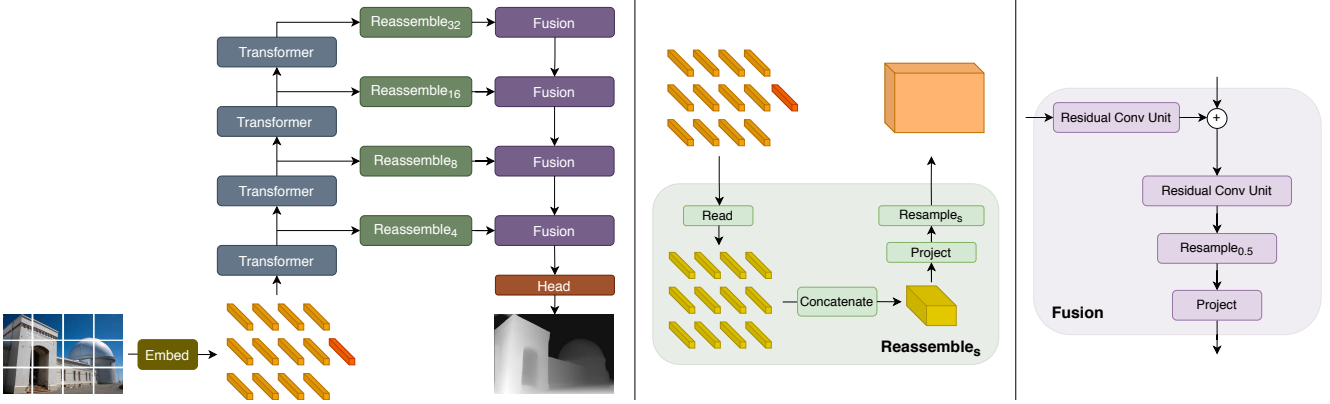 Reassemble32
Fusion
Transformer
Reassemble16
Fusion
Transformer
Reassemble8
Fusion
Transformer
Reassemble4
Fusion
Transformer
Head
Embed
Read
Concatenate
Project
Resamples
Reassembles
Residual Conv Unit
+
Residual Conv Unit
Resample0.5
Project
Fusion